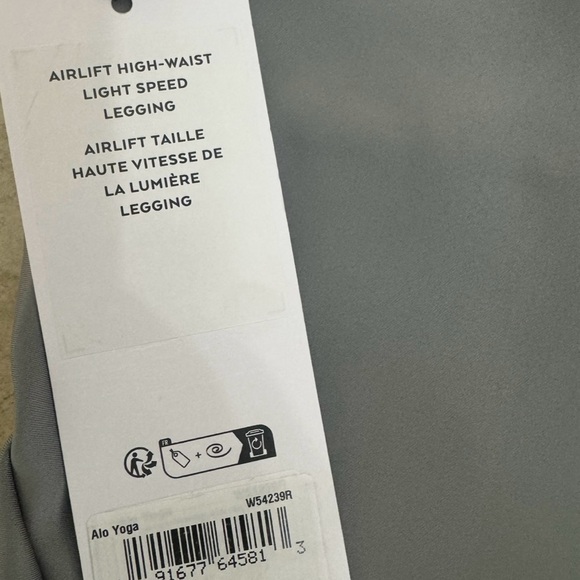 AIRLIFT HIGH-WAIST
LIGHT SPEED
LEGGING
AIRLIFT TAILLE
HAUTE VITESSE DE
LA LUMIÈRE
LEGGING
FR
+
Alo Yoga
W54239R
91677 64581 3